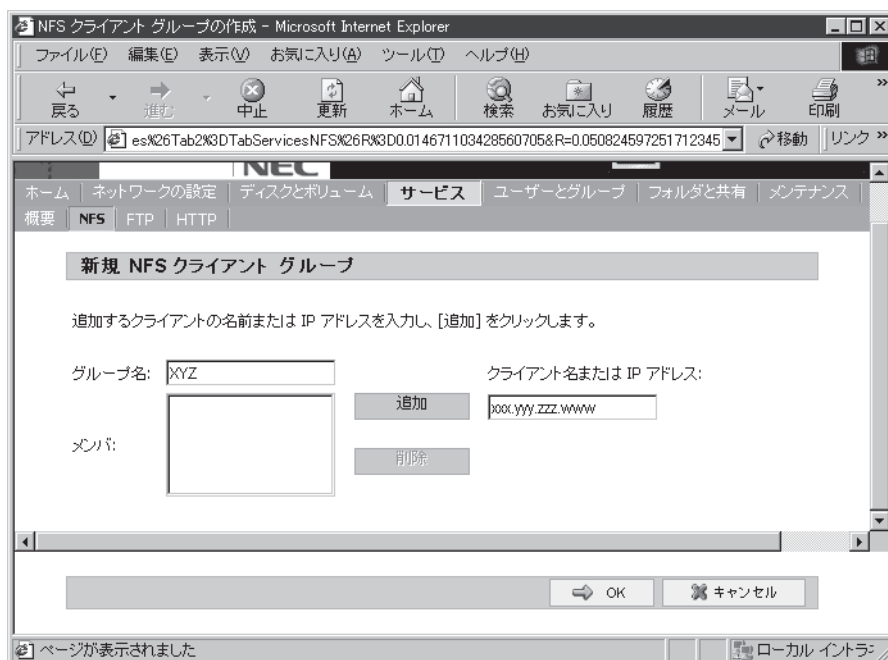 NFS クライアント グループの作成 - Microsoft Internet Explorer
ファイル(F) 編集(E) 表示(V) お気に入り(A) ツール(T) ヘルプ(H)
戻る 進む 中止 更新 ホーム 検索 お気に入り 履歴 メール 印刷 »
アドレス(D) es%26Tab2%3DTabServicesNFS%26R%3D0.014671103428560705&R=0.050824597251712345 移動 リンク »
NEC
ホーム | ネットワークの設定 | ディスクとボリューム | サービス | ユーザーとグループ | フォルダと共有 | メンテナンス |
概要 | NFS | FTP | HTTP |
新規 NFS クライアント グループ
追加するクライアントの名前または IP アドレスを入力し、[追加] をクリックします。
グループ名: XYZ クライアント名または IP アドレス:
追加 xxx.yyy.zzz.www
メンバ:
削除
OK キャンセル
ページが表示されました ローカル イントラ